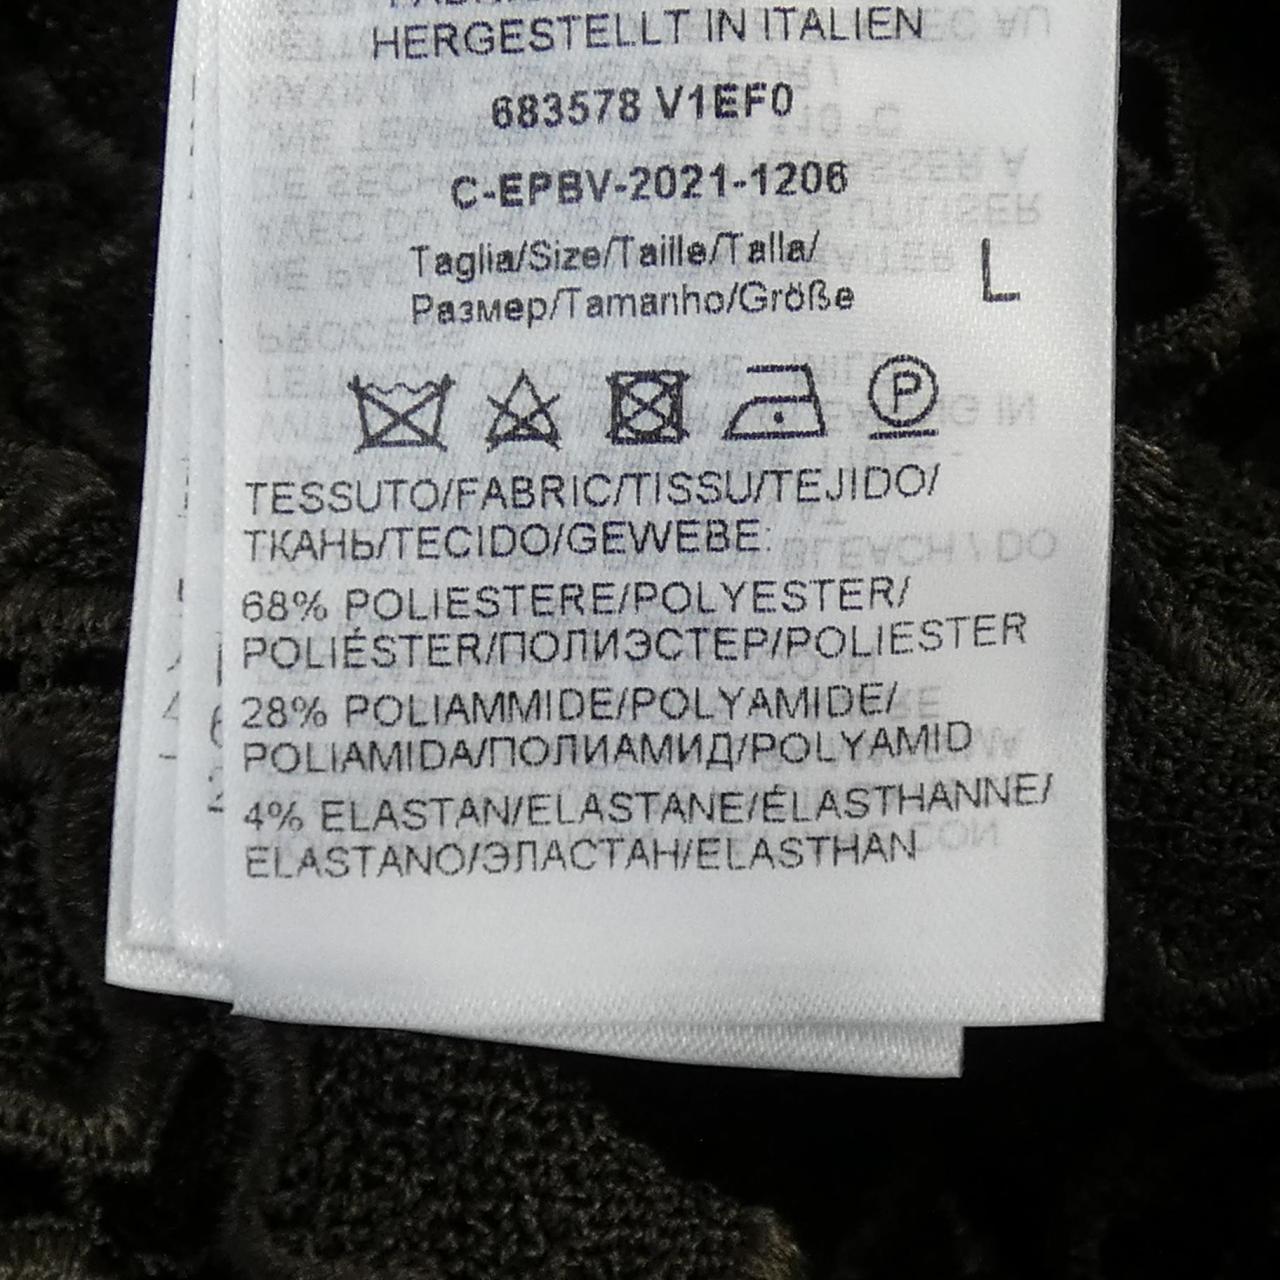 HERGESTELLT IN ITALIEN
683578 V1EF0
C-EPBV-2021-1206
Taglia/Size/Taille/Talla/
Размер/Tamanho/Größe
L
P
TESSUTO/FABRIC/TISSU/TEJIDO/
ТКАНЬ/TECIDO/GEWEBE:
68% POLIESTERE/POLYESTER/
POLIÉSTER/ПОЛИЭСТЕР/POLIESTER
28% POLIAMMIDE/POLYAMIDE/
POLIAMIDA/ПОЛИАМИД/POLYAMID
4% ELASTAN/ELASTANE/ÉLASTHANNE/
ELASTANO/ЭЛАСТАН/ELASTHAN